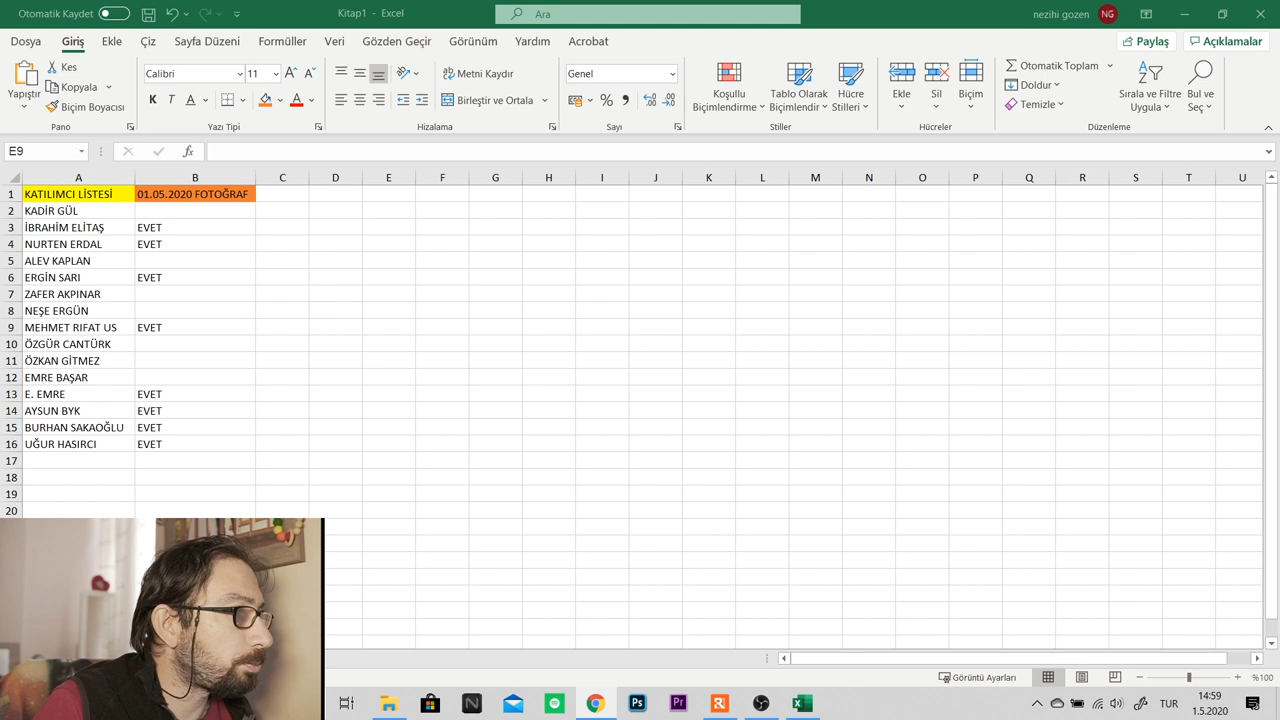 Otomatik Kaydet
Kitap1 - Excel
Ara
nezihi gozen
NG
Dosya Giriş Ekle Çiz Sayfa Düzeni Formüller Veri Gözden Geçir Görünüm Yardım Acrobat
Paylaş Açıklamalar
Yapıştır
Kes
Kopyala
Biçim Boyacısı
Calibri 11
K T A
Metni Kaydır
Birleştir ve Ortala
Genel
Koşullu Biçimlendirme
Tablo Olarak Biçimlendir
Hücre Stilleri
Ekle Sil Biçim
Otomatik Toplam
Doldur
Temizle
Sırala ve Filtre Uygula
Bul ve Seç
Pano Yazı Tipi Hizalama Sayı Stiller Hücreler Düzenleme
E9 fx
A B C D E F G H I J K L M N O P Q R S T U
1 KATILIMCI LİSTESİ 01.05.2020 FOTOĞRAF
2 KADİR GÜL
3 İBRAHİM ELİTAŞ EVET
4 NURTEN ERDAL EVET
5 ALEV KAPLAN
6 ERGİN SARI EVET
7 ZAFER AKPINAR
8 NEŞE ERGÜN
9 MEHMET RIFAT US EVET
10 ÖZGÜR CANTÜRK
11 ÖZKAN GİTMEZ
12 EMRE BAŞAR
13 E. EMRE EVET
14 AYSUN BYK EVET
15 BURHAN SAKAOĞLU EVET
16 UĞUR HASIRCI EVET
17
18
19
20
Görüntü Ayarları
%100
Ps Pr
TUR
14:59
1.5.2020